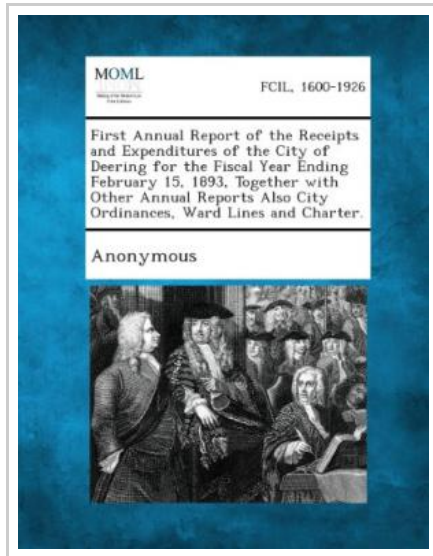 MOML
FCIL, 1600-1926
First Annual Report of the Receipts
and Expenditures of the City of
Deering for the Fiscal Year Ending
February 15, 1893, Together with
Other Annual Reports Also City
Ordinances, Ward Lines and Charter.
Anonymous